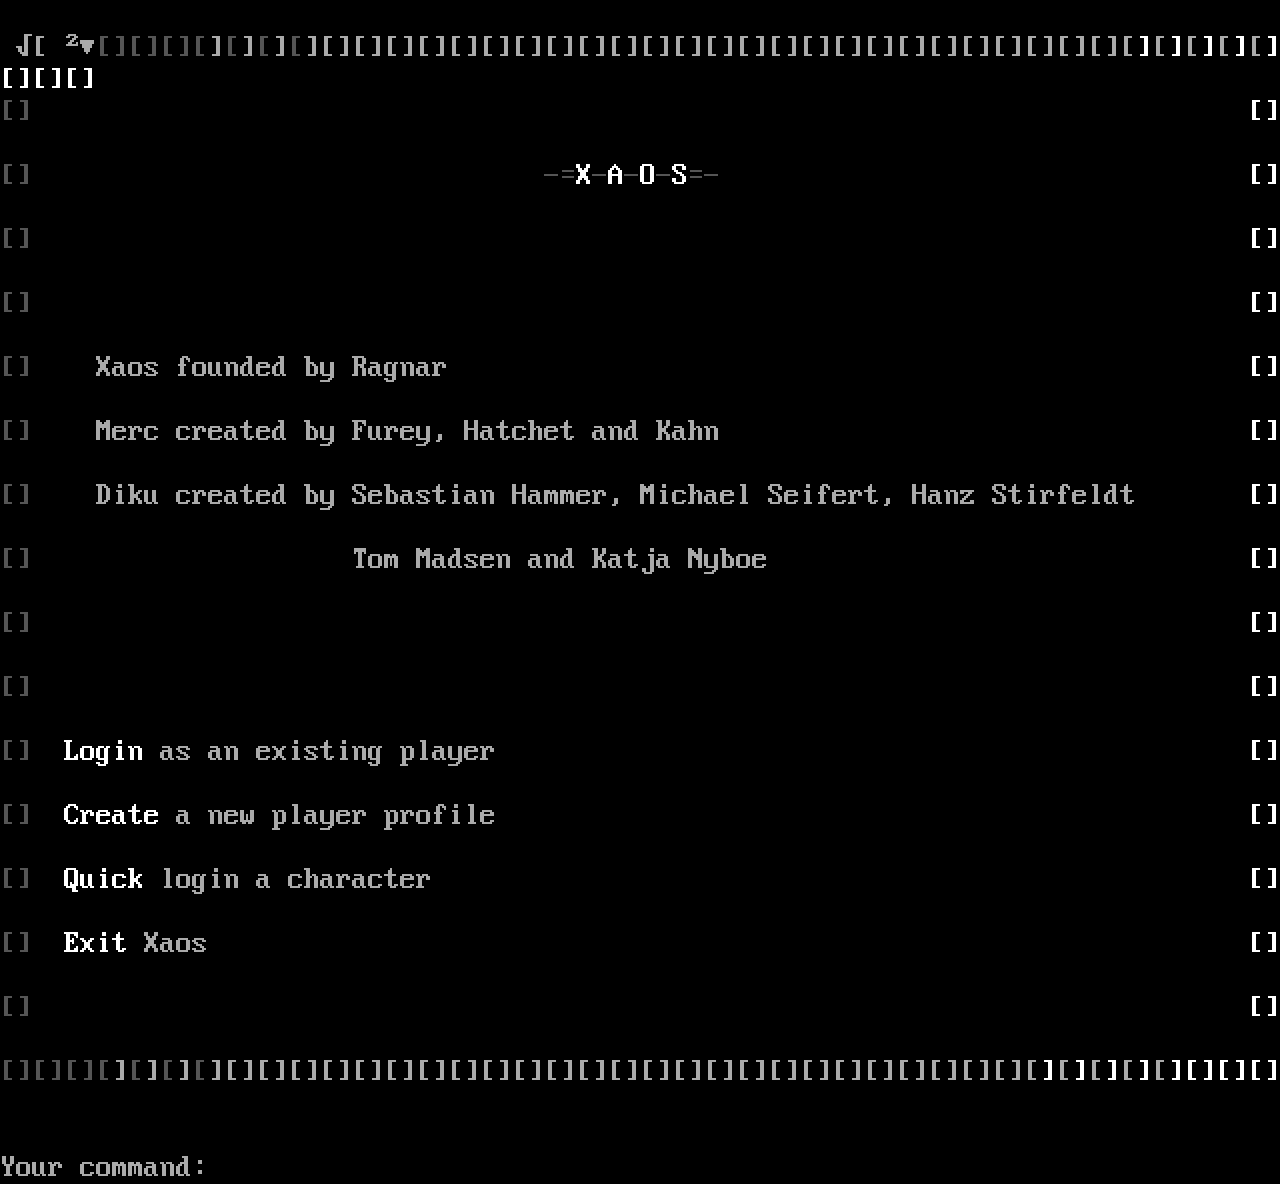 √[ ²▼[][][][][][][][][][][][][][][][][][][][][][][][][][][][][][][][][][][][][]
[][][]
[] []
[] -=X-A-O-S=- []
[] []
[] []
[] Xaos founded by Ragnar []
[] Merc created by Furey, Hatchet and Kahn []
[] Diku created by Sebastian Hammer, Michael Seifert, Hanz Stirfeldt []
[] Tom Madsen and Katja Nyboe []
[] []
[] []
[] Login as an existing player []
[] Create a new player profile []
[] Quick login a character []
[] Exit Xaos []
[] []
[][][][][][][][][][][][][][][][][][][][][][][][][][][][][][][][][][][][][][][][]
Your command: